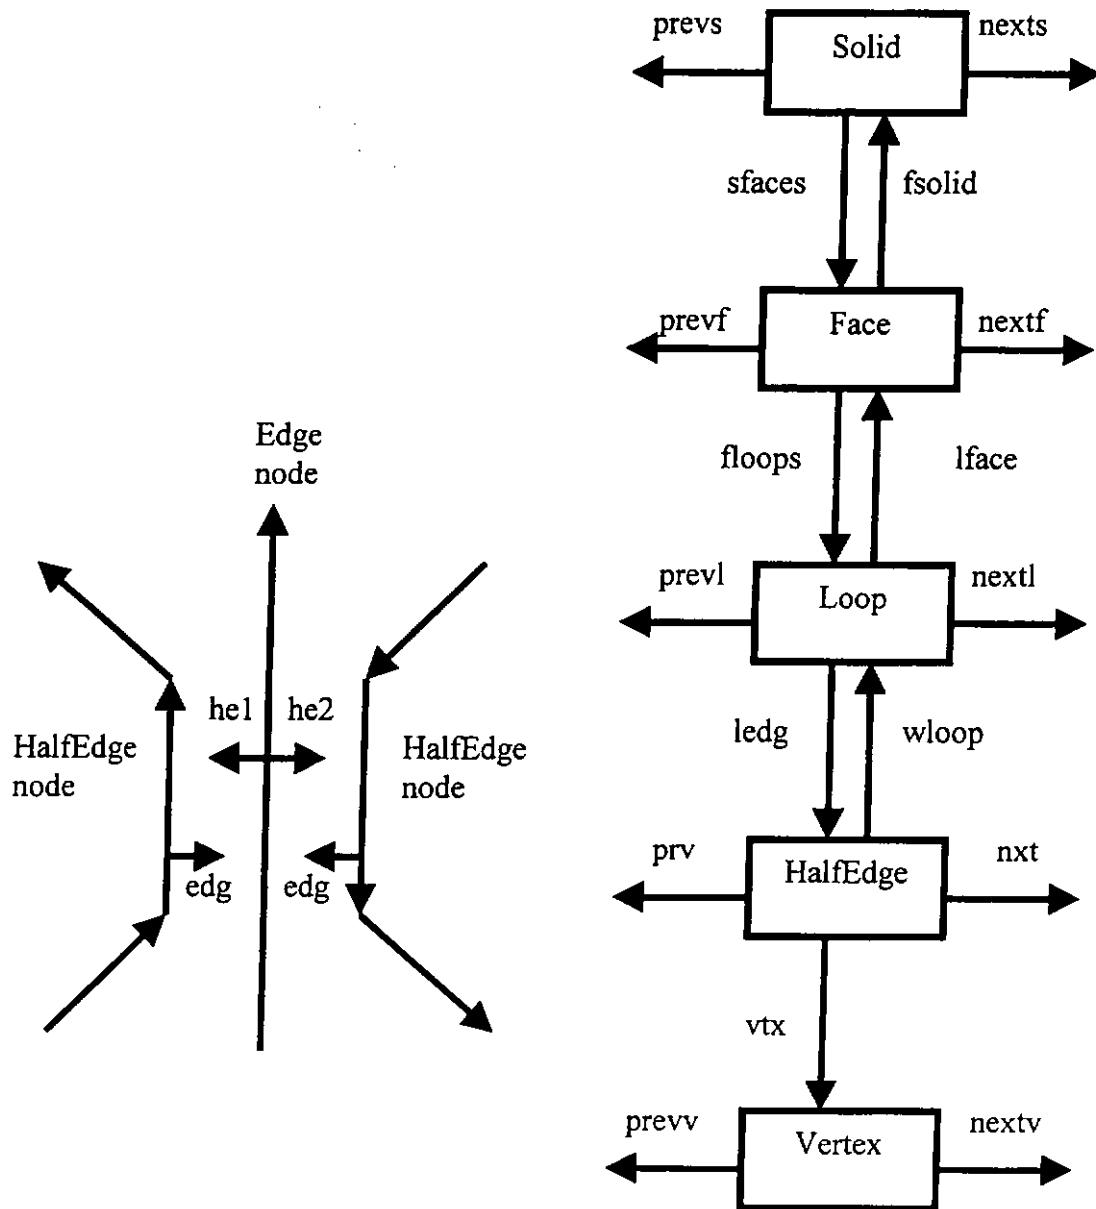 prevs
Solid
nexts
sfaces
fsolid
prevf
Face
nextf
floops
lface
prevl
Loop
nextl
ledg
wloop
prv
HalfEdge
nxt
vtx
prevv
Vertex
nextv
Edge
node
he1
he2
HalfEdge
node
HalfEdge
node
edg
edg